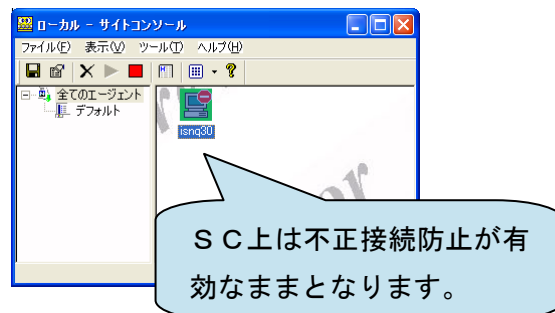 ローカル - サイトコンソール
ファイル(F) 表示(V) ツール(T) ヘルプ(H)
全てのエージェント
デフォルト
isnq30
ＳＣ上は不正接続防止が有
効なままとなります。